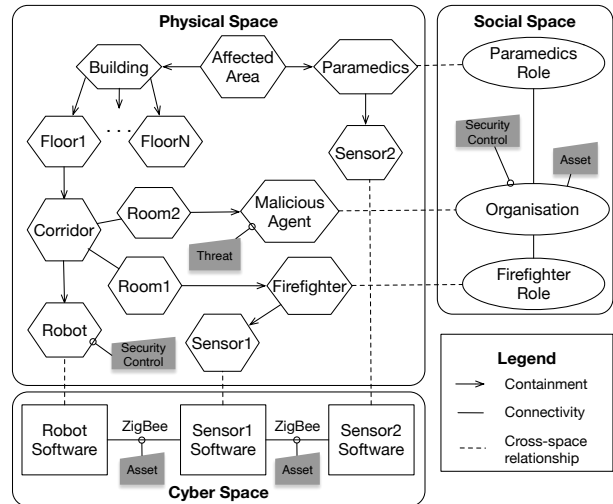 Physical Space
Social Space
Affected
Area
Building
Paramedics
Paramedics
Role
Floor1
. . .
FloorN
Sensor2
Security
Control
Asset
Room2
Malicious
Agent
Organisation
Corridor
Threat
Room1
Firefighter
Firefighter
Role
Robot
Security
Control
Sensor1
Legend
Containment
Connectivity
Cross-space
relationship
Robot
Software
ZigBee
Asset
Sensor1
Software
ZigBee
Asset
Sensor2
Software
Cyber Space